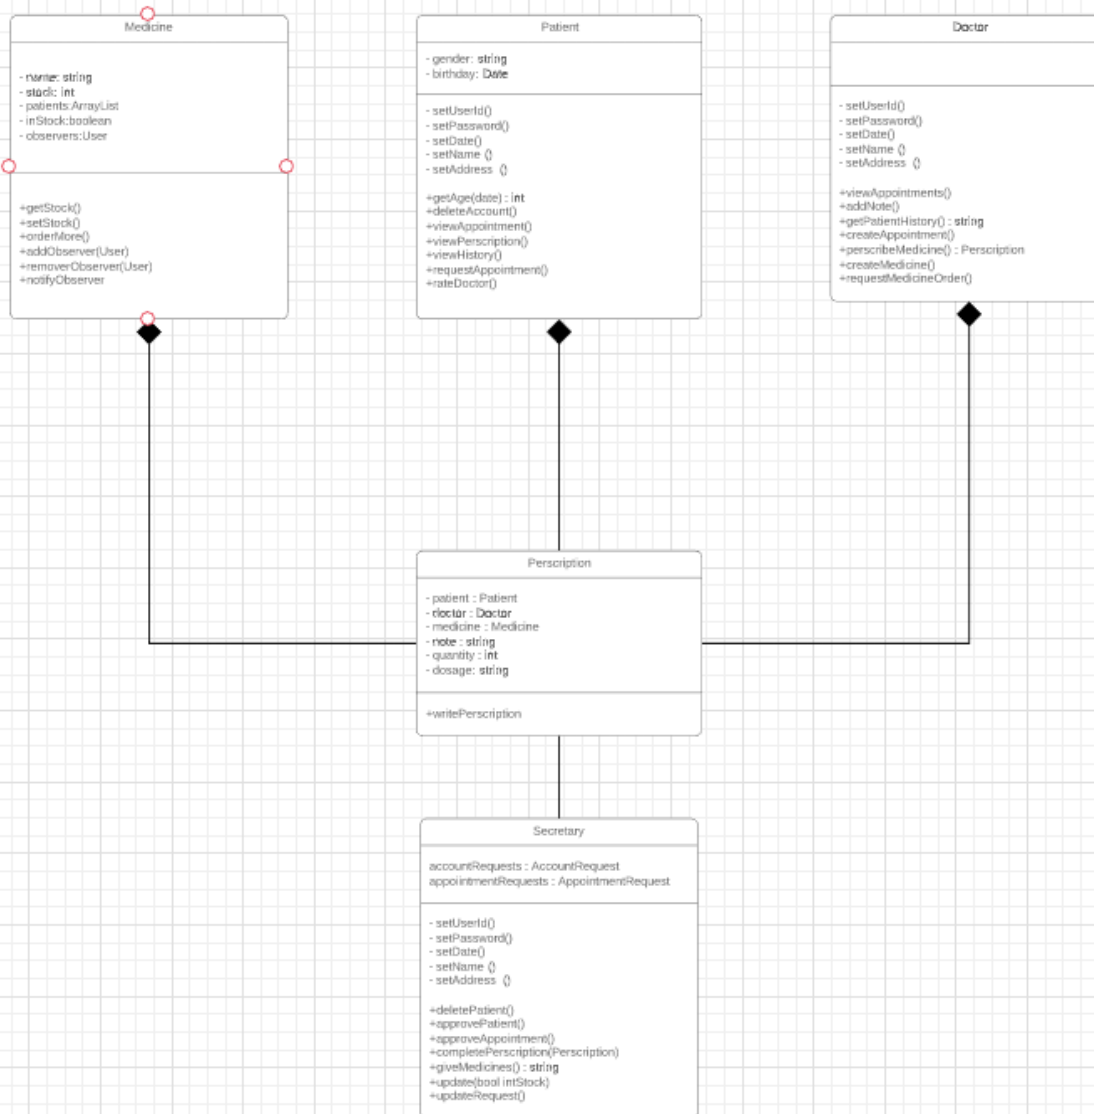 Medicine
- name: string
- stock: int
- patients:ArrayList
- inStock:boolean
- observers:User
+getStock()
+setStock()
+orderMore()
+addObserver(User)
+removerObserver(User)
+notifyObserver
Patient
- gender: string
- birthday: Date
- setUserId()
- setPassword()
- setDate()
- setName ()
- setAddress ()
+getAge(date) : int
+deleteAccount()
+viewAppointment()
+viewPerscription()
+viewHistory()
+requestAppointment()
+rateDoctor()
Doctor
- setUserId()
- setPassword()
- setDate()
- setName ()
- setAddress ()
+viewAppointments()
+addNote()
+getPatientHistory() : string
+createAppointment()
+perscribeMedicine() : Perscription
+createMedicine()
+requestMedicineOrder()
Perscription
- patient : Patient
- doctor : Doctor
- medicine : Medicine
- note : string
- quantity : int
- dosage: string
+writePerscription
Secretary
accountRequests : AccountRequest
appoiintmentRequests : AppointmentRequest
- setUserId()
- setPassword()
- setDate()
- setName ()
- setAddress ()
+deletePatient()
+approvePatient()
+approveAppointment()
+completePerscription(Perscription)
+giveMedicines() : string
+update(bool intStock)
+updateRequest()